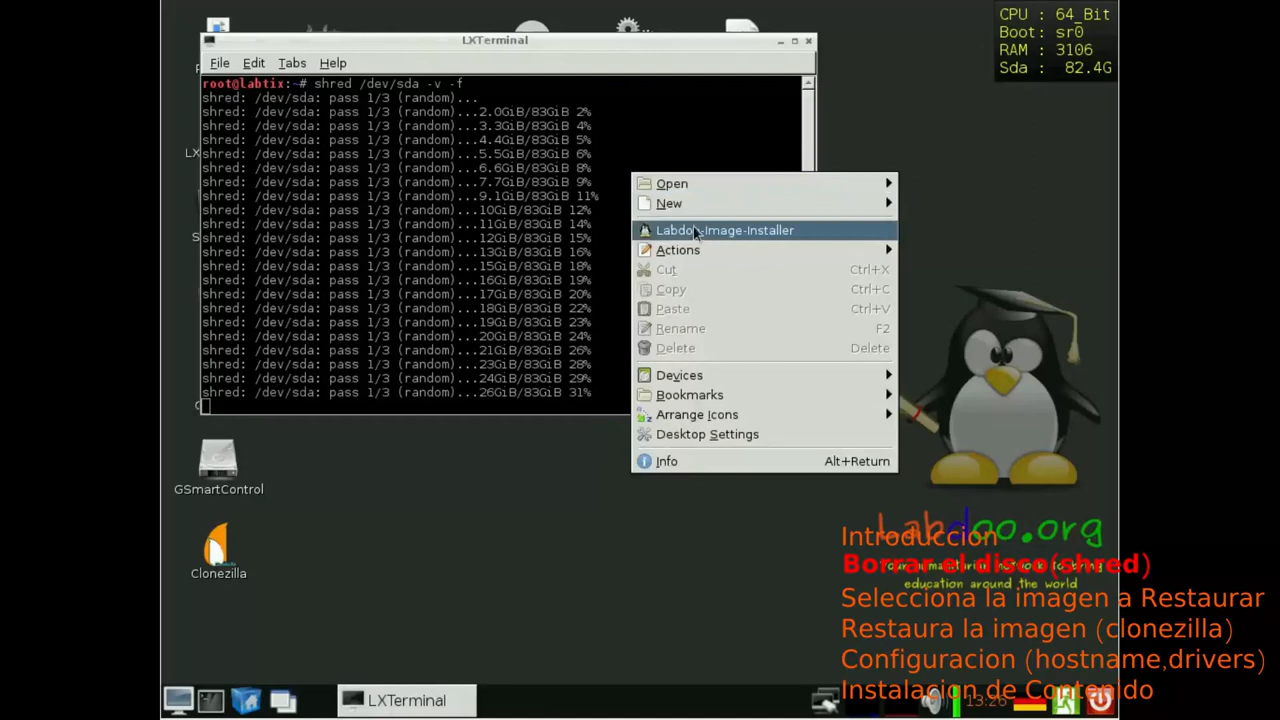 CPU : 64_Bit
Boot: sr0
RAM : 3106
Sda : 82.4G
LXTerminal
File Edit Tabs Help
root@labtix:~# shred /dev/sda -v -f
shred: /dev/sda: pass 1/3 (random)...
shred: /dev/sda: pass 1/3 (random)...2.0GiB/83GiB 2%
shred: /dev/sda: pass 1/3 (random)...3.3GiB/83GiB 4%
shred: /dev/sda: pass 1/3 (random)...4.4GiB/83GiB 5%
shred: /dev/sda: pass 1/3 (random)...5.5GiB/83GiB 6%
shred: /dev/sda: pass 1/3 (random)...6.6GiB/83GiB 8%
shred: /dev/sda: pass 1/3 (random)...7.7GiB/83GiB 9%
shred: /dev/sda: pass 1/3 (random)...9.1GiB/83GiB 11%
shred: /dev/sda: pass 1/3 (random)...10GiB/83GiB 12%
shred: /dev/sda: pass 1/3 (random)...11GiB/83GiB 14%
shred: /dev/sda: pass 1/3 (random)...12GiB/83GiB 15%
shred: /dev/sda: pass 1/3 (random)...13GiB/83GiB 16%
shred: /dev/sda: pass 1/3 (random)...15GiB/83GiB 18%
shred: /dev/sda: pass 1/3 (random)...16GiB/83GiB 19%
shred: /dev/sda: pass 1/3 (random)...17GiB/83GiB 20%
shred: /dev/sda: pass 1/3 (random)...18GiB/83GiB 22%
shred: /dev/sda: pass 1/3 (random)...19GiB/83GiB 23%
shred: /dev/sda: pass 1/3 (random)...20GiB/83GiB 24%
shred: /dev/sda: pass 1/3 (random)...21GiB/83GiB 26%
shred: /dev/sda: pass 1/3 (random)...23GiB/83GiB 28%
shred: /dev/sda: pass 1/3 (random)...24GiB/83GiB 29%
shred: /dev/sda: pass 1/3 (random)...26GiB/83GiB 31%
Open
New
Labdoo-Image-Installer
Actions
Cut Ctrl+X
Copy Ctrl+C
Paste Ctrl+V
Rename F2
Delete Delete
Devices
Bookmarks
Arrange Icons
Desktop Settings
Info Alt+Return
LX
S
GSmartControl
Clonezilla
Labdoo.org
education around the world
Introduccion
Borrar el disco(shred)
Selecciona la imagen a Restaurar
Restaura la imagen (clonezilla)
Configuracion (hostname,drivers)
Instalacion de Contenido
LXTerminal
13:26